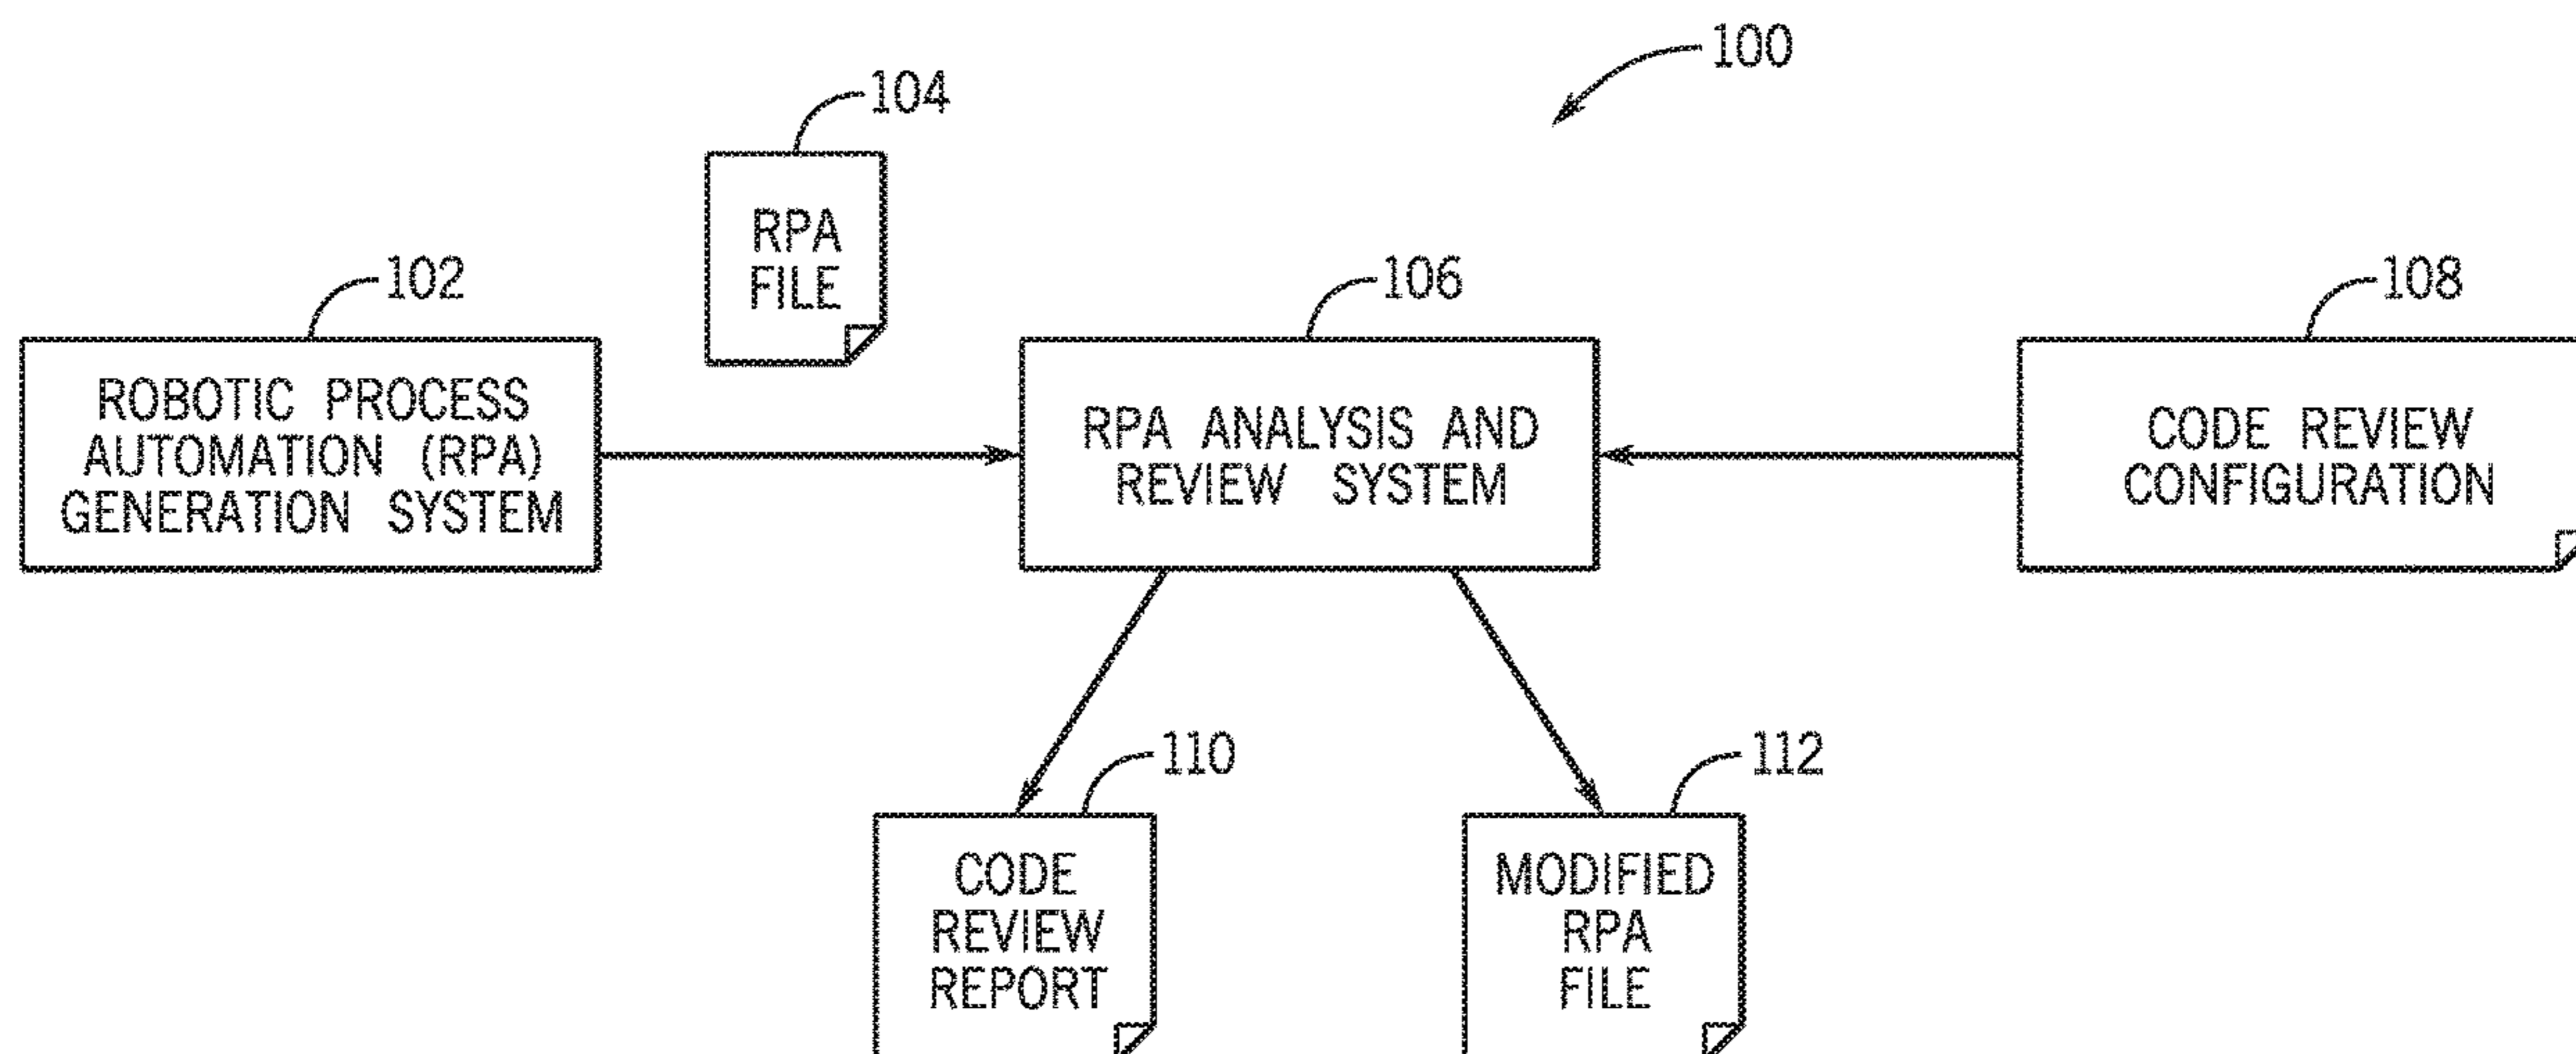 100
104
RPA
FILE
102
106
108
ROBOTIC PROCESS
AUTOMATION (RPA)
GENERATION SYSTEM
RPA ANALYSIS AND
REVIEW SYSTEM
CODE REVIEW
CONFIGURATION
110
112
CODE
REVIEW
REPORT
MODIFIED
RPA
FILE